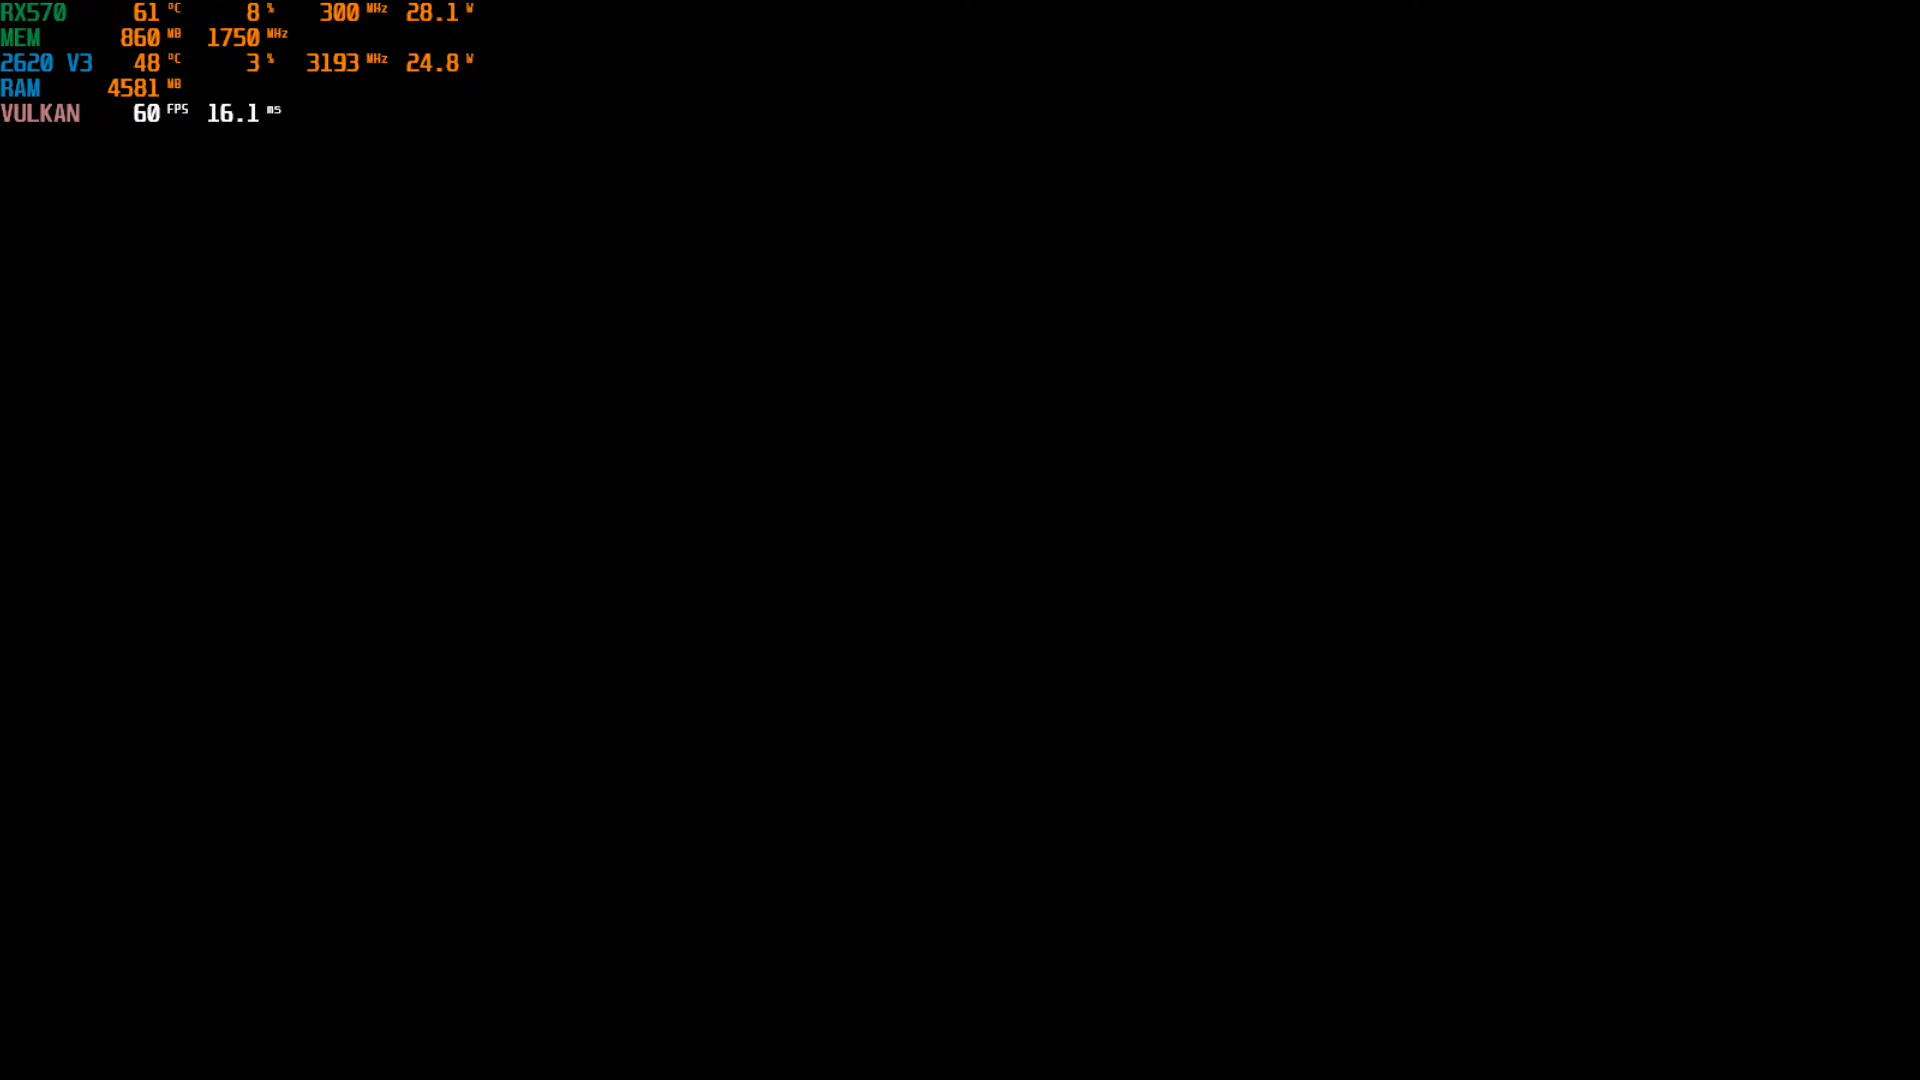 RX570 61 °C 8 % 300 MHz 28.1 W
MEM 860 MB 1750 MHz
2620 V3 48 °C 3 % 3193 MHz 24.8 W
RAM 4581 MB
VULKAN 60 FPS 16.1 ms